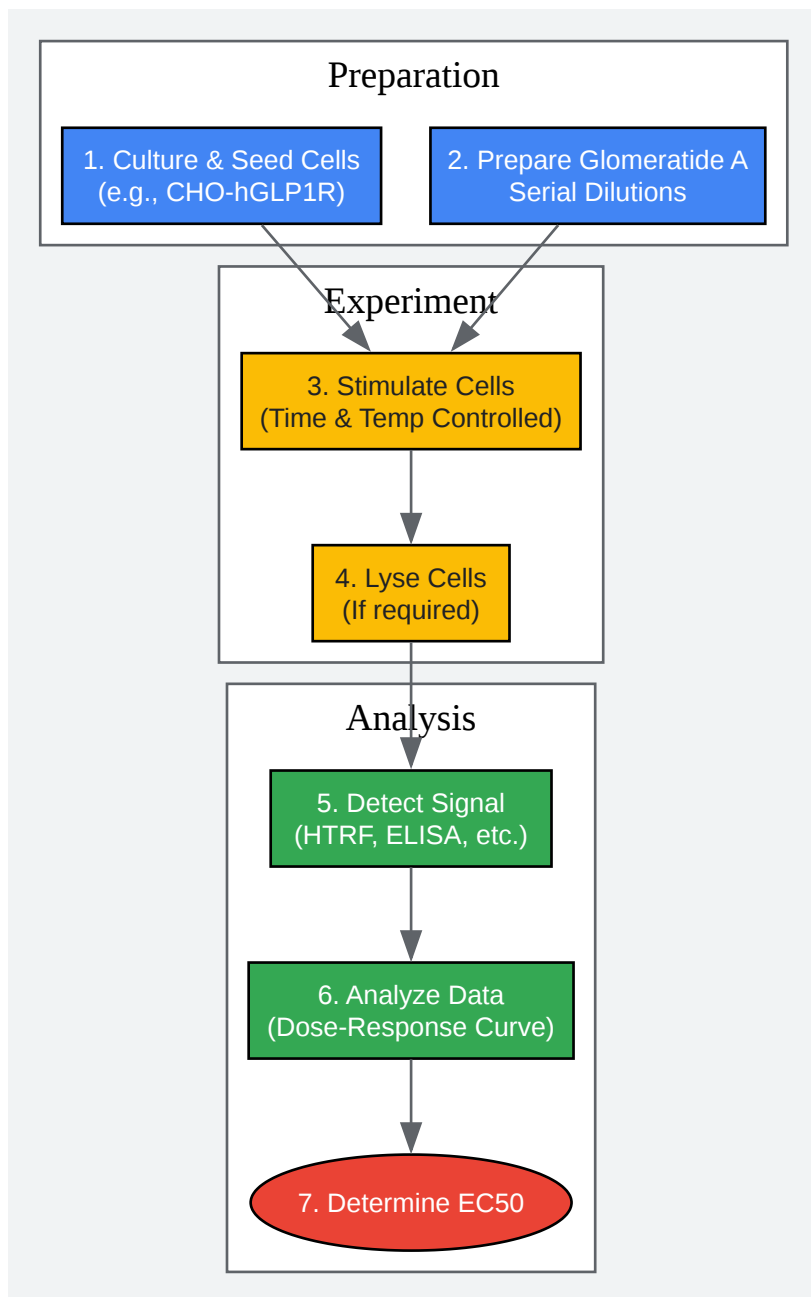 Preparation
1. Culture & Seed Cells
(e.g., CHO-hGLP1R)
2. Prepare Glomeratide A
Serial Dilutions
Experiment
3. Stimulate Cells
(Time & Temp Controlled)
4. Lyse Cells
(If required)
Analysis
5. Detect Signal
(HTRF, ELISA, etc.)
6. Analyze Data
(Dose-Response Curve)
7. Determine EC50